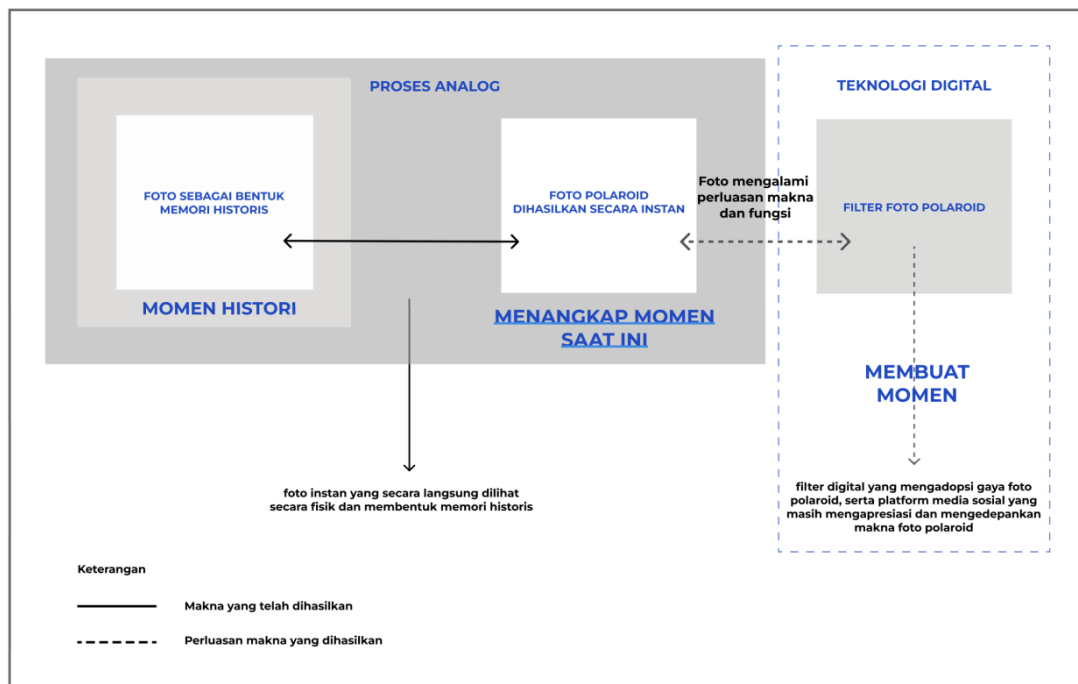 PROSES ANALOG
TEKNOLOGI DIGITAL
FOTO SEBAGAI BENTUK
MEMORI HISTORIS
FOTO POLAROID
DIHASILKAN SECARA INSTAN
Foto mengalami
perluasan makna
dan fungsi
FILTER FOTO POLAROID
MOMEN HISTORI
MENANGKAP MOMEN
SAAT INI
MEMBUAT
MOMEN
foto instan yang secara langsung dilihat
secara fisik dan membentuk memori historis
filter digital yang mengadopsi gaya foto
polaroid, serta platform media sosial yang
masih mengapresiasi dan mengedepankan
makna foto polaroid
Keterangan
Makna yang telah dihasilkan
Perluasan makna yang dihasilkan